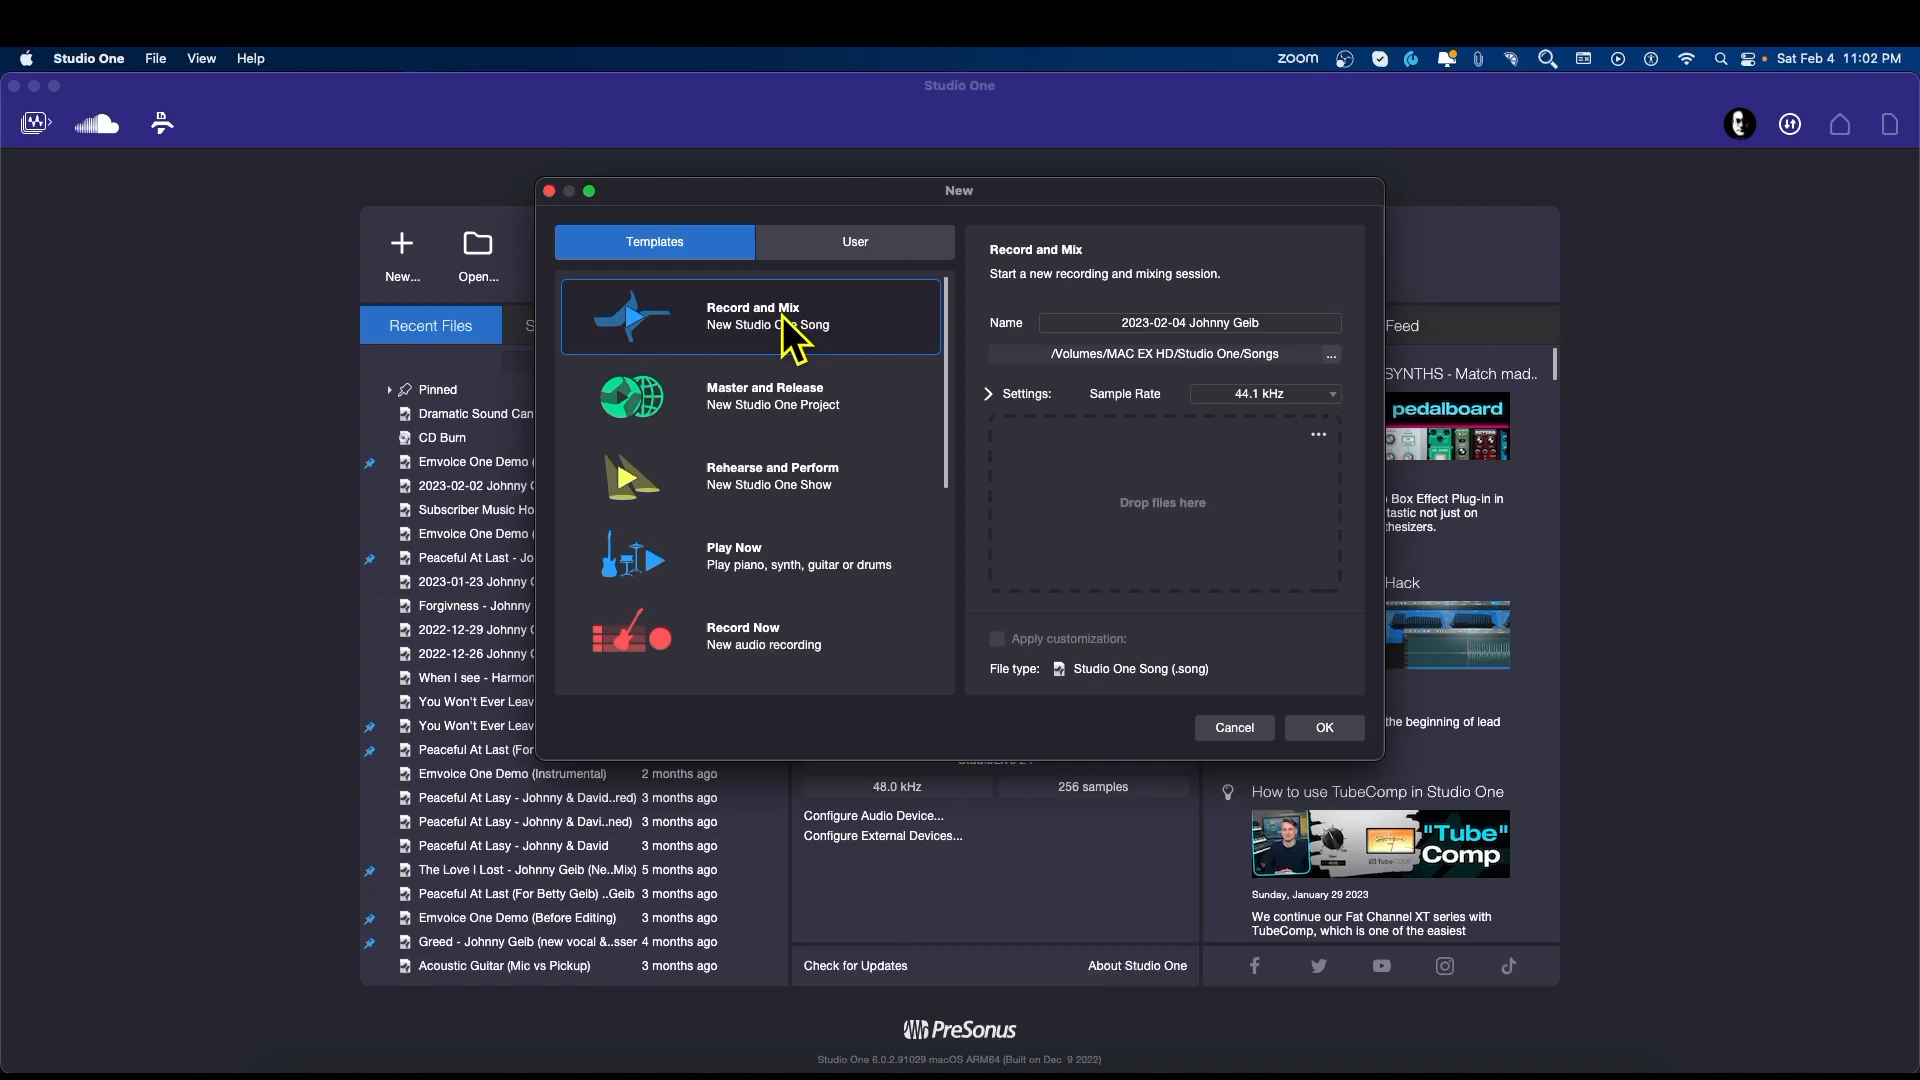 Studio One File View Help
zoom
Sat Feb 4 11:02 PM
Studio One
New
New...
Open...
Recent Files
S
Feed
Templates
User
Record and Mix
New Studio One Song
Master and Release
New Studio One Project
Rehearse and Perform
New Studio One Show
Play Now
Play piano, synth, guitar or drums
Record Now
New audio recording
Record and Mix
Start a new recording and mixing session.
Name 2023-02-04 Johnny Geib
/Volumes/MAC EX HD/Studio One/Songs ...
Settings: Sample Rate 44.1 kHz
Drop files here
Apply customization:
File type: Studio One Song (.song)
Cancel
OK
Pinned
Dramatic Sound Can
CD Burn
Emvoice One Demo (
2023-02-02 Johnny G
Subscriber Music Ho
Emvoice One Demo (
Peaceful At Last - Jo
2023-01-23 Johnny G
Forgivness - Johnny
2022-12-29 Johnny G
2022-12-26 Johnny G
When I see - Harmon
You Won't Ever Leav
You Won't Ever Leav
Peaceful At Last (For
Emvoice One Demo (Instrumental) 2 months ago
Peaceful At Lasy - Johnny & David..red) 3 months ago
Peaceful At Lasy - Johnny & Davi..ned) 3 months ago
Peaceful At Lasy - Johnny & David 3 months ago
The Love I Lost - Johnny Geib (Ne..Mix) 5 months ago
Peaceful At Last (For Betty Geib) ..Geib 3 months ago
Emvoice One Demo (Before Editing) 3 months ago
Greed - Johnny Geib (new vocal &..sser 4 months ago
Acoustic Guitar (Mic vs Pickup) 3 months ago
48.0 kHz
256 samples
Configure Audio Device...
Configure External Devices...
Check for Updates
About Studio One
SYNTHS - Match mad..
pedalboard
Box Effect Plug-in in
tastic not just on
thesizers.
Hack
the beginning of lead
How to use TubeComp in Studio One
"Tube"
Comp
Sunday, January 29 2023
We continue our Fat Channel XT series with
TubeComp, which is one of the easiest
PreSonus
Studio One 6.0.2.91029 macOS ARM64 (Built on Dec 9 2022)